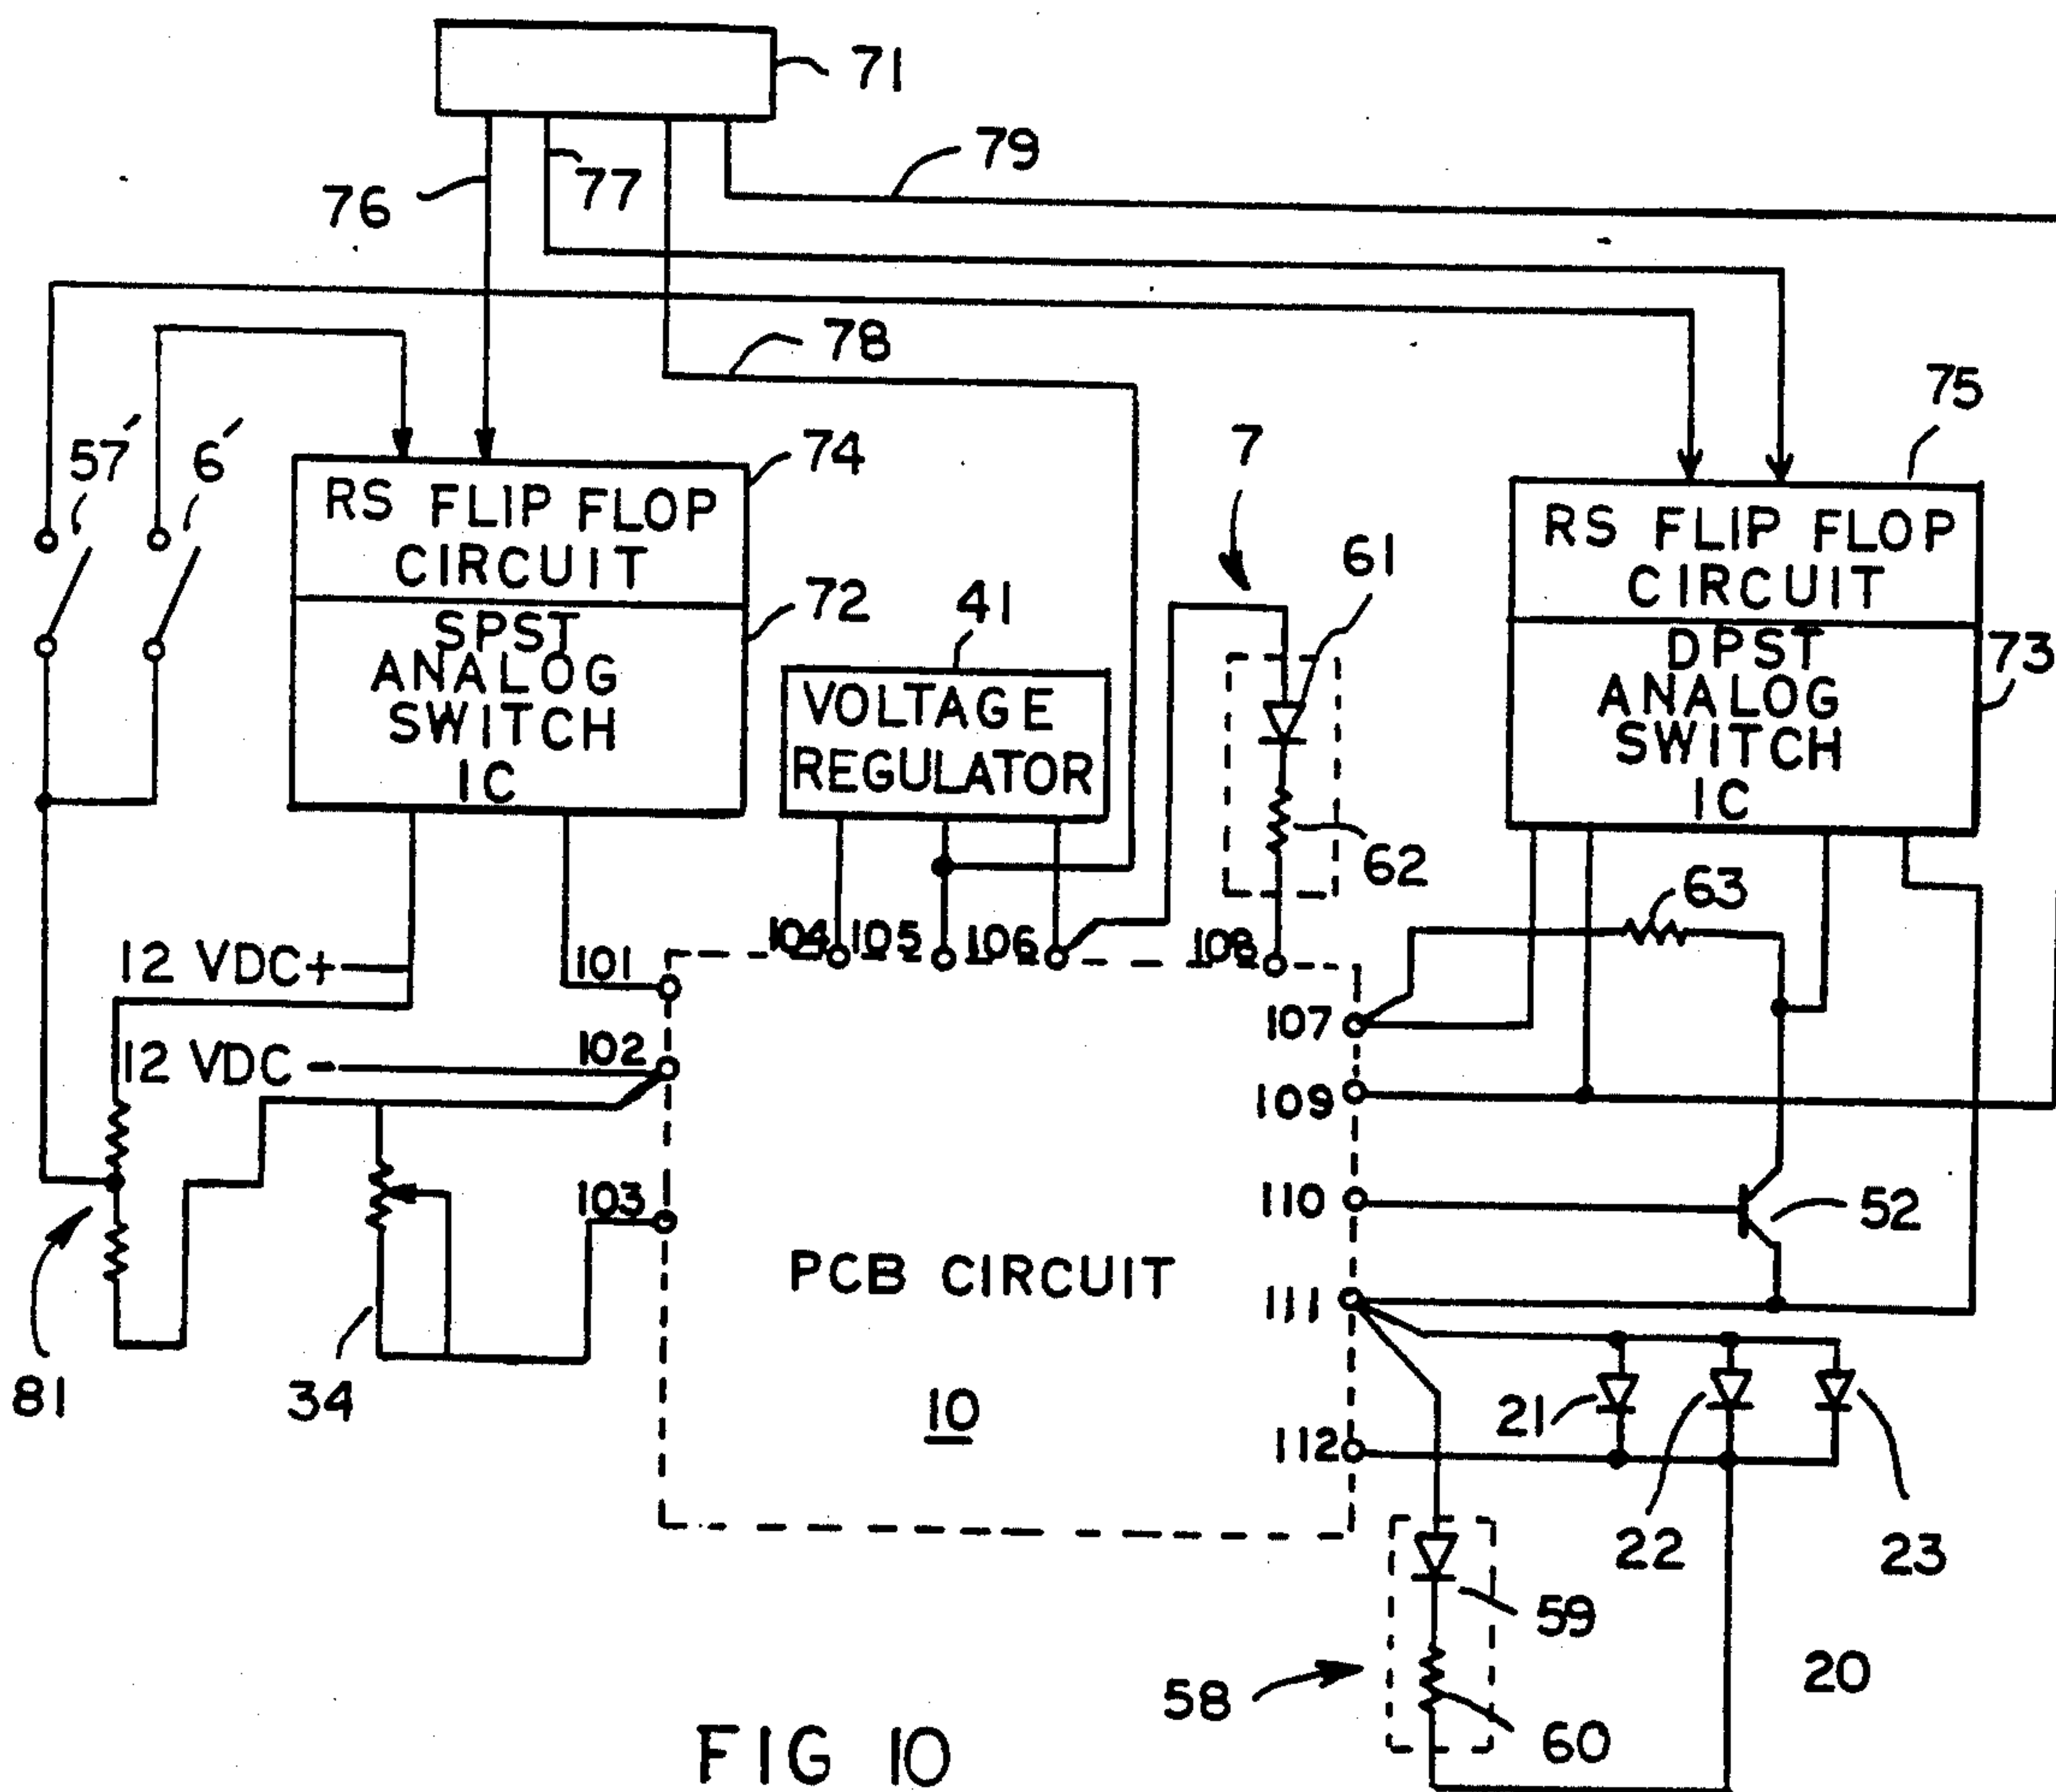 71
79
77
76
78
75
57'
6'
74
7
RS FLIP FLOP
CIRCUIT
RS FLIP FLOP
CIRCUIT
61
72
41
SPST
ANALOG
SWITCH
IC
DPST
ANALOG
SWITCH
IC
73
VOLTAGE
REGULATOR
62
63
104
105
106
108
12 VDC+
101
107
12 VDC -
102
109
103
110
52
PCB CIRCUIT
111
81
34
10
21
112
22
23
59
58
20
60
FIG 10